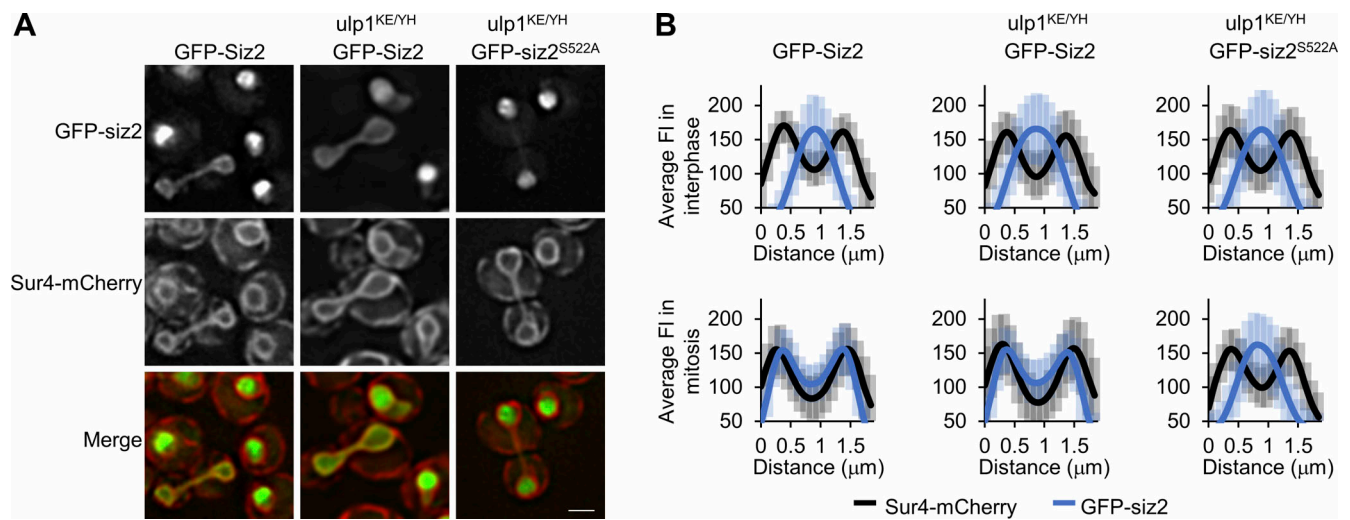 A
GFP-Siz2
ulp1KE/YH
GFP-Siz2
ulp1KE/YH
GFP-siz2S522A
GFP-siz2
Sur4-mCherry
Merge
B
GFP-Siz2
ulp1KE/YH
GFP-Siz2
ulp1KE/YH
GFP-siz2S522A
Average FI in
interphase
200
150
100
50
0 0.5 1 1.5
Distance (μm)
200
150
100
50
0 0.5 1 1.5
Distance (μm)
200
150
100
50
0 0.5 1 1.5
Distance (μm)
Average FI in
mitosis
200
150
100
50
0 0.5 1 1.5
Distance (μm)
200
150
100
50
0 0.5 1 1.5
Distance (μm)
200
150
100
50
0 0.5 1 1.5
Distance (μm)
Sur4-mCherry
GFP-siz2